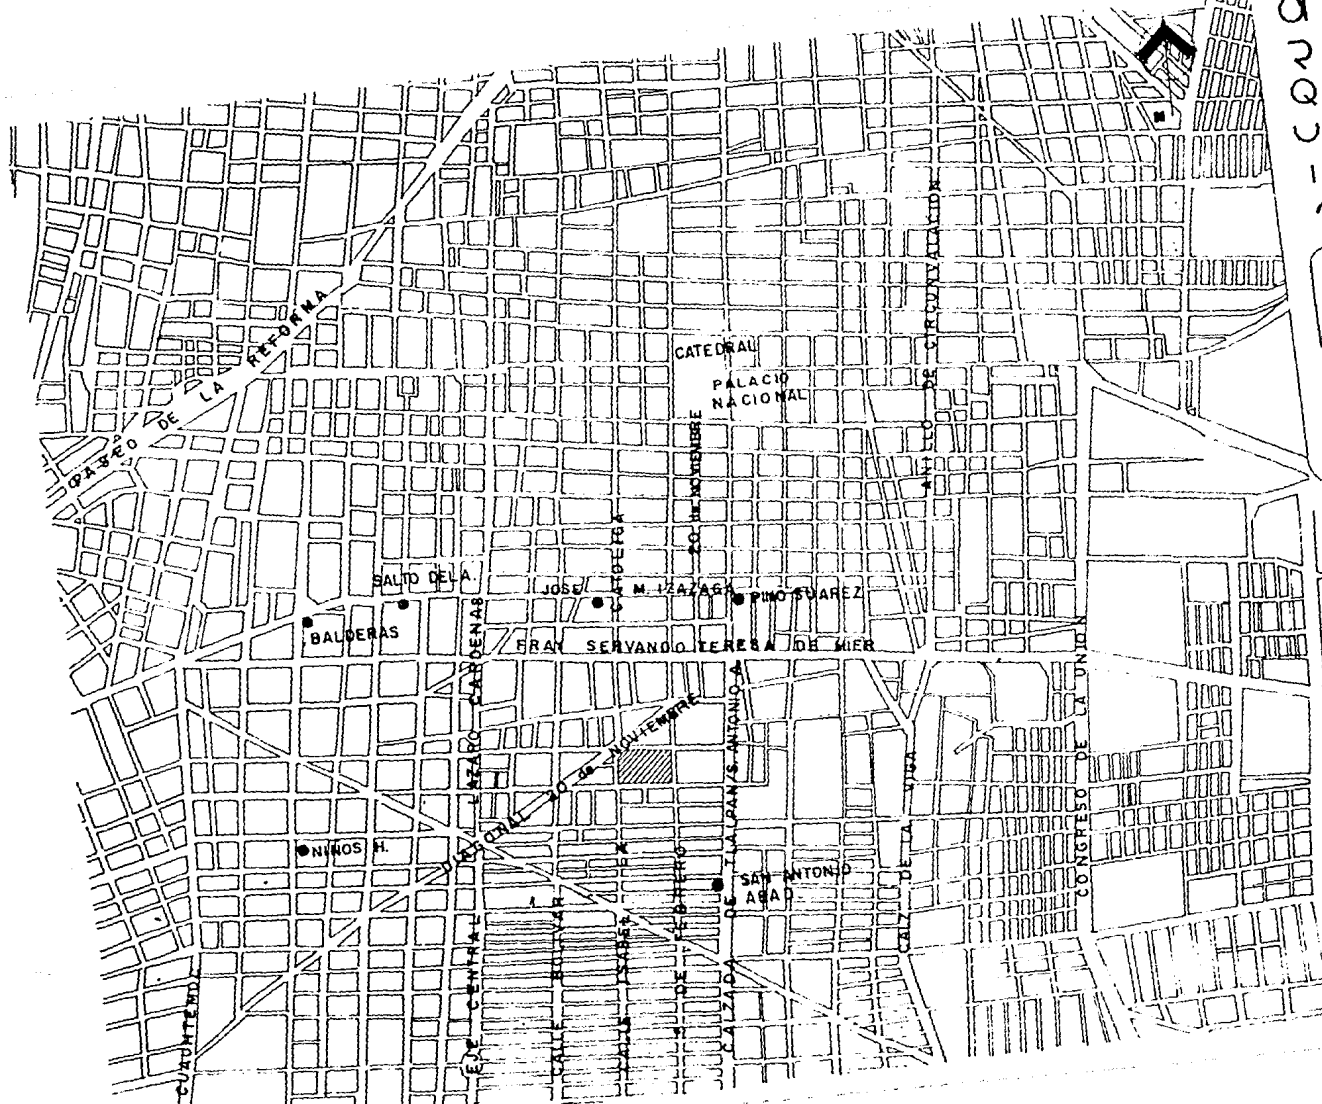 M
PASEO DE LA REFORMA
ANILLO DE CIRCUNVALACION
CATEDRAL
PALACIO
NACIONAL
20 de NOVIEMBRE
CATOLICA
SALTO DEL A.
JOSE M. IZAZAGA
PINO SUAREZ
BALDERAS
FRAY SERVANDO TERESA DE MIER
EJE CENTRAL LAZARO CARDENAS
DIAGONAL 20 de NOVIEMBRE
CALZADA DE TLALPAN/S. ANTONIO A.
CALZ. DE LA VIGA
CONGRESO DE LA UNION
NIÑOS H.
SAN ANTONIO
ABAD
CUAUHTEMOC
CALLE BOLIVAR
CALLE ISABEL LA
DE FEBRERO